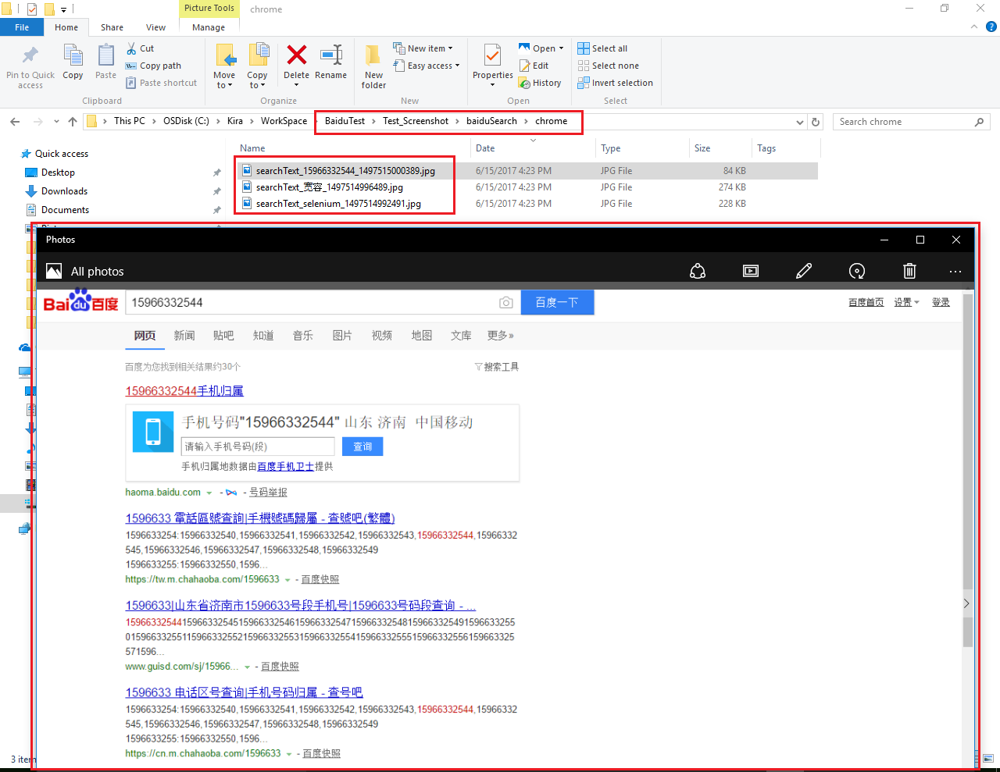 Picture Tools
chrome
File
Home
Share
View
Manage
Pin to Quick access
Copy
Paste
Cut
Copy path
Paste shortcut
Clipboard
Move to
Copy to
Delete
Rename
Organize
New folder
New item
Easy access
New
Properties
Open
Edit
History
Open
Select all
Select none
Invert selection
Select
This PC > OSDisk (C:) > Kira > WorkSpace BaiduTest > Test_Screenshot > baiduSearch > chrome
Search chrome
Quick access
Desktop
Downloads
Documents
Name Date Type Size Tags
searchText_15966332544_1497515000389.jpg 6/15/2017 4:23 PM JPG File 84 KB
searchText_宽容_1497514996489.jpg 6/15/2017 4:23 PM JPG File 274 KB
searchText_selenium_1497514992491.jpg 6/15/2017 4:23 PM JPG File 228 KB
Photos
All photos
Bai du 百度
15966332544
百度一下
百度首页 设置 登录
网页 新闻 贴吧 知道 音乐 图片 视频 地图 文库 更多»
百度为您找到相关结果约30个
搜索工具
15966332544手机归属
手机号码"15966332544" 山东 济南 中国移动
请输入手机号码(段)
查询
手机归属地数据由百度手机卫士提供
haoma.baidu.com - - 号码举报
1596633 電話區號查詢|手機號碼歸屬 - 查號吧(繁體)
1596633254:15966332540,15966332541,15966332542,15966332543,15966332544,15966332
545,15966332546,15966332547,15966332548,15966332549
1596633255:15966332550,1596...
https://tw.m.chahaoba.com/1596633 - 百度快照
1596633|山东省济南市1596633号段手机号|1596633号码段查询 - ...
15966332544159663325451596633254615966332547159663325481596633254915966332550
01596633255115966332552159663325531596633255415966332555159663325561596633255
571596...
www.guisd.com/sj/15966... - 百度快照
1596633 电话区号查询|手机号码归属 - 查号吧
1596633254:15966332540,15966332541,15966332542,15966332543,15966332544,15966332
545,15966332546,15966332547,15966332548,15966332549
1596633255:15966332550,1596...
https://cn.m.chahaoba.com/1596633 - 百度快照
3 item